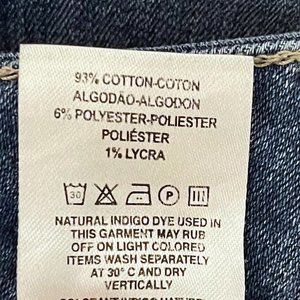 93% COTTON-COTON
ALGODÃO-ALGODON
6% POLYESTER-POLIESTER
POLIÉSTER
1% LYCRA
30 P
NATURAL INDIGO DYE USED IN
THIS GARMENT MAY RUB
OFF ON LIGHT COLORED
ITEMS WASH SEPARATELY
AT 30° C AND DRY
VERTICALLY